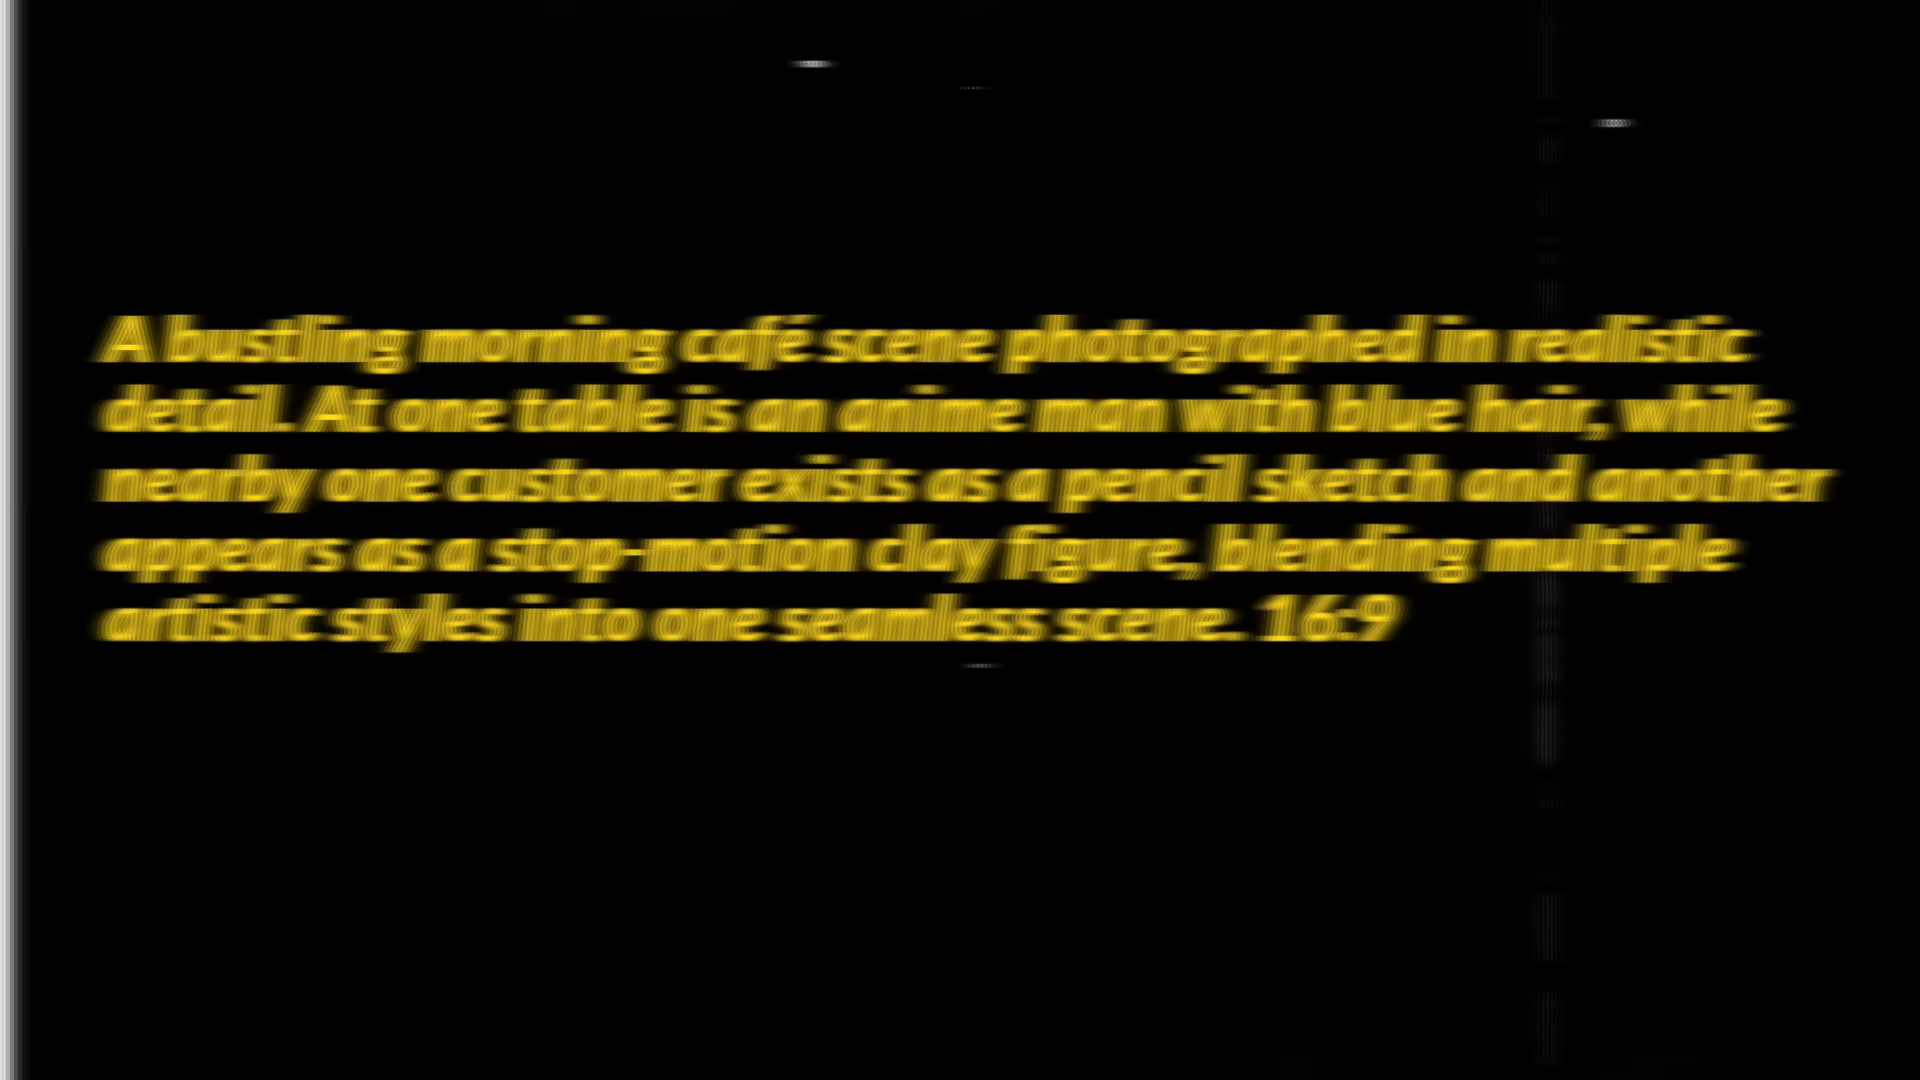 A bustling morning café scene photographed in realistic
detail. At one table is an anime man with blue hair, while
nearby one customer exists as a pencil sketch and another
appears as a stop-motion clay figure, blending multiple
artistic styles into one seamless scene. 16:9